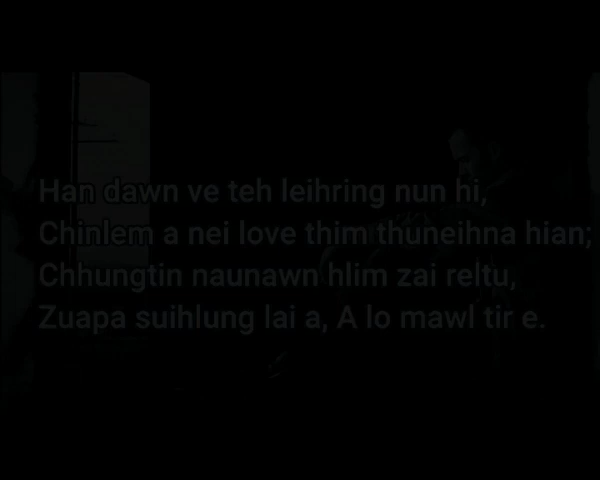 Han dawn ve teh leihring nun hi,
Chinlem a nei love thim thuneihna hian;
Chhungtin naunawn hlim zai reltu,
Zuapa suihlung lai a, A lo mawl tir e.